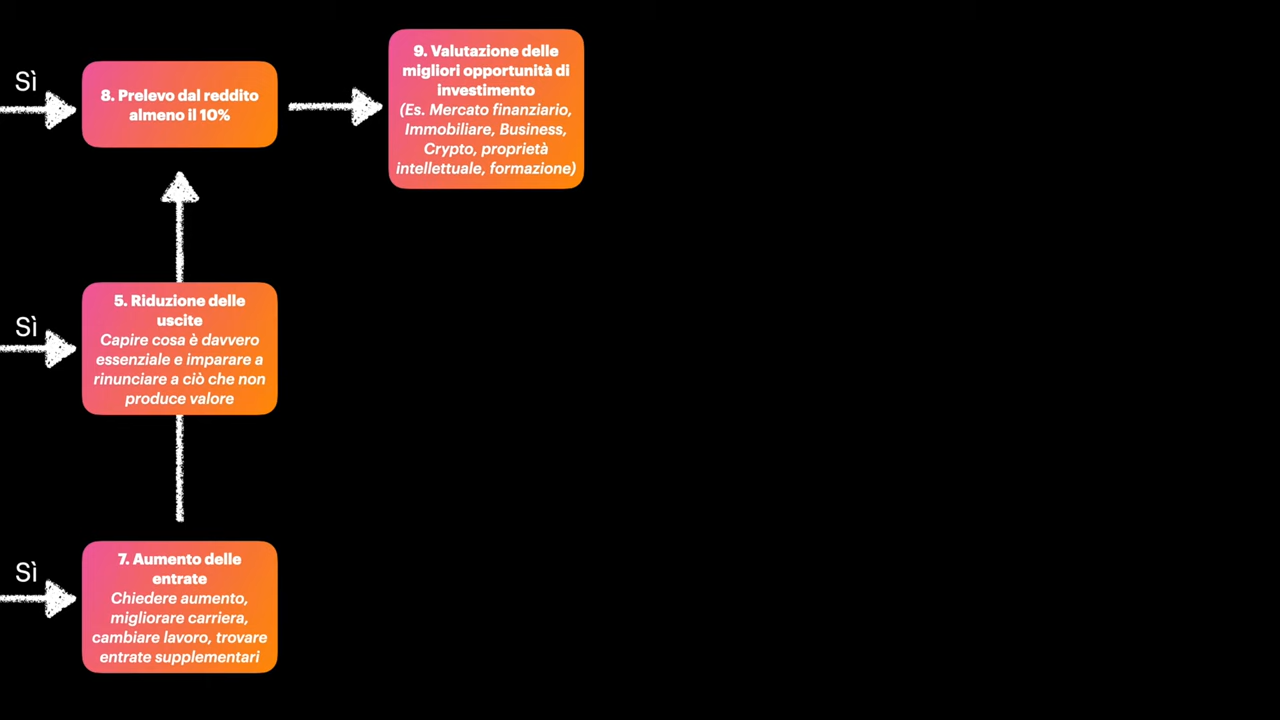 Sì
8. Prelevo dal reddito
almeno il 10%
9. Valutazione delle
migliori opportunità di
investimento
(Es. Mercato finanziario,
Immobiliare, Business,
Crypto, proprietà
intellettuale, formazione)
Sì
5. Riduzione delle
uscite
Capire cosa è davvero
essenziale e imparare a
rinunciare a ciò che non
produce valore
Sì
7. Aumento delle
entrate
Chiedere aumento,
migliorare carriera,
cambiare lavoro, trovare
entrate supplementari